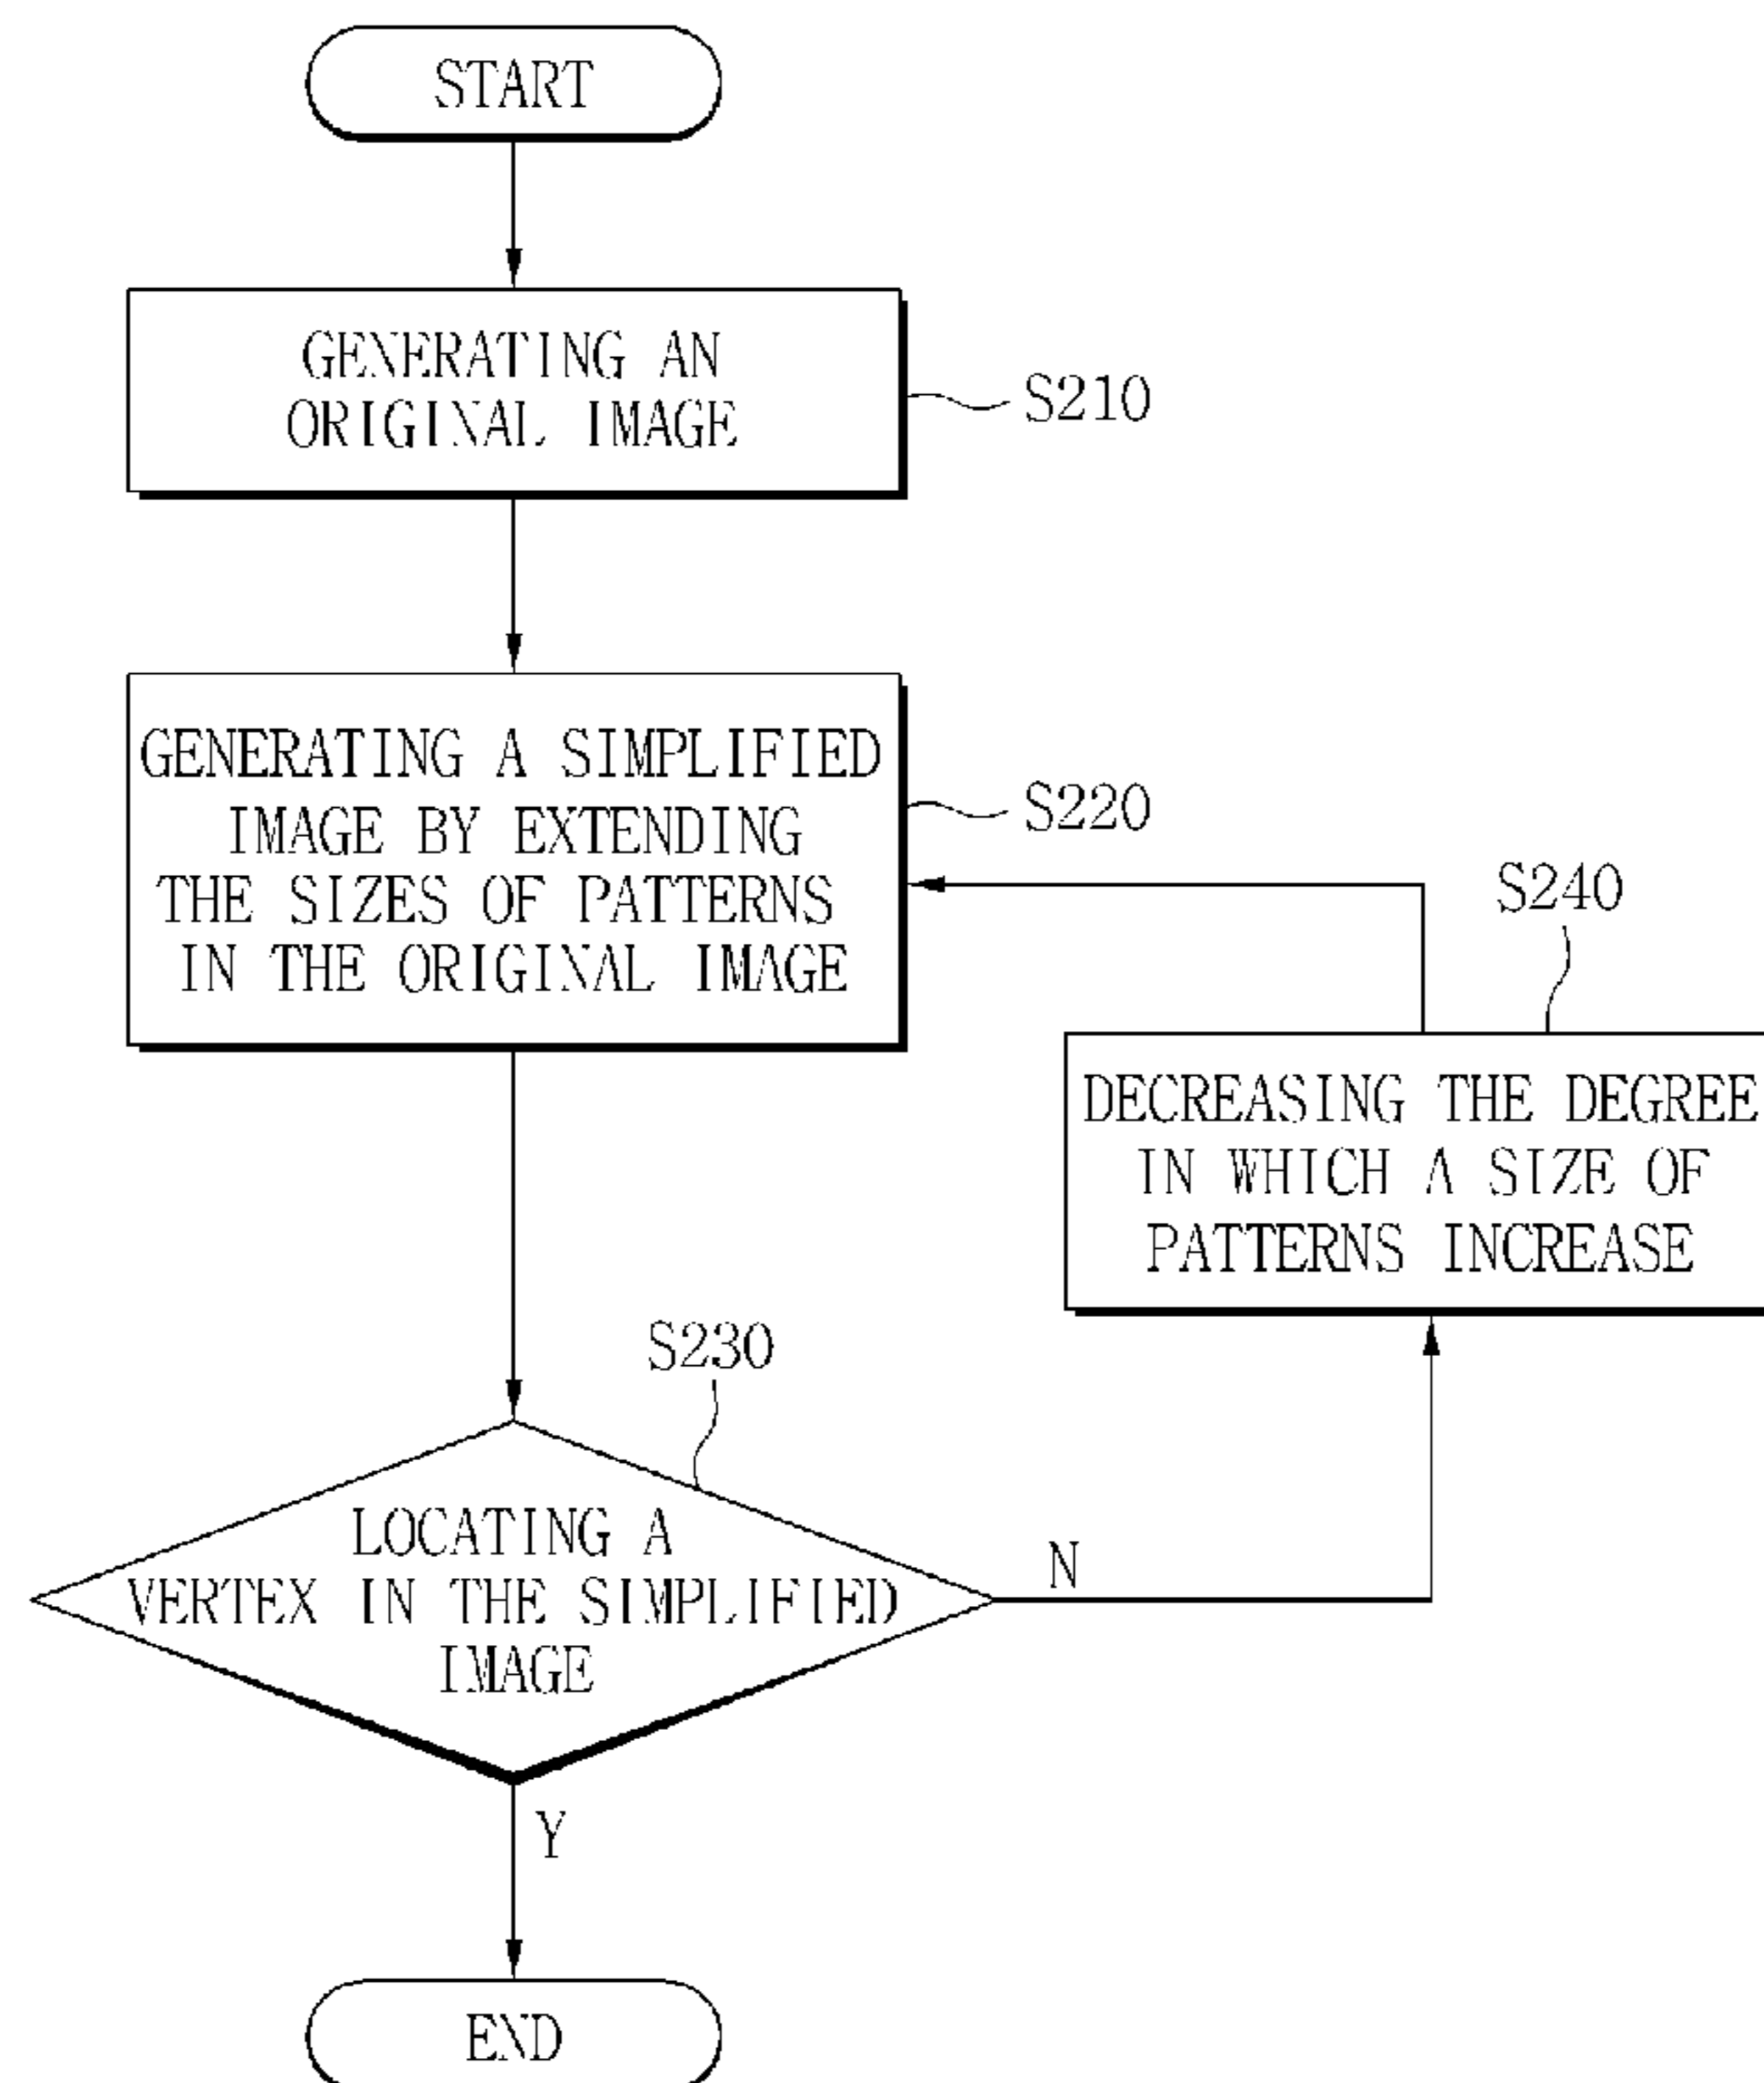 START
GENERATING AN
ORIGINAL IMAGE
S210
GENERATING A SIMPLIFIED
IMAGE BY EXTENDING
THE SIZES OF PATTERNS
IN THE ORIGINAL IMAGE
S220
S240
DECREASING THE DEGREE
IN WHICH A SIZE OF
PATTERNS INCREASE
S230
LOCATING A
VERTEX IN THE SIMPLIFIED
IMAGE
N
Y
END